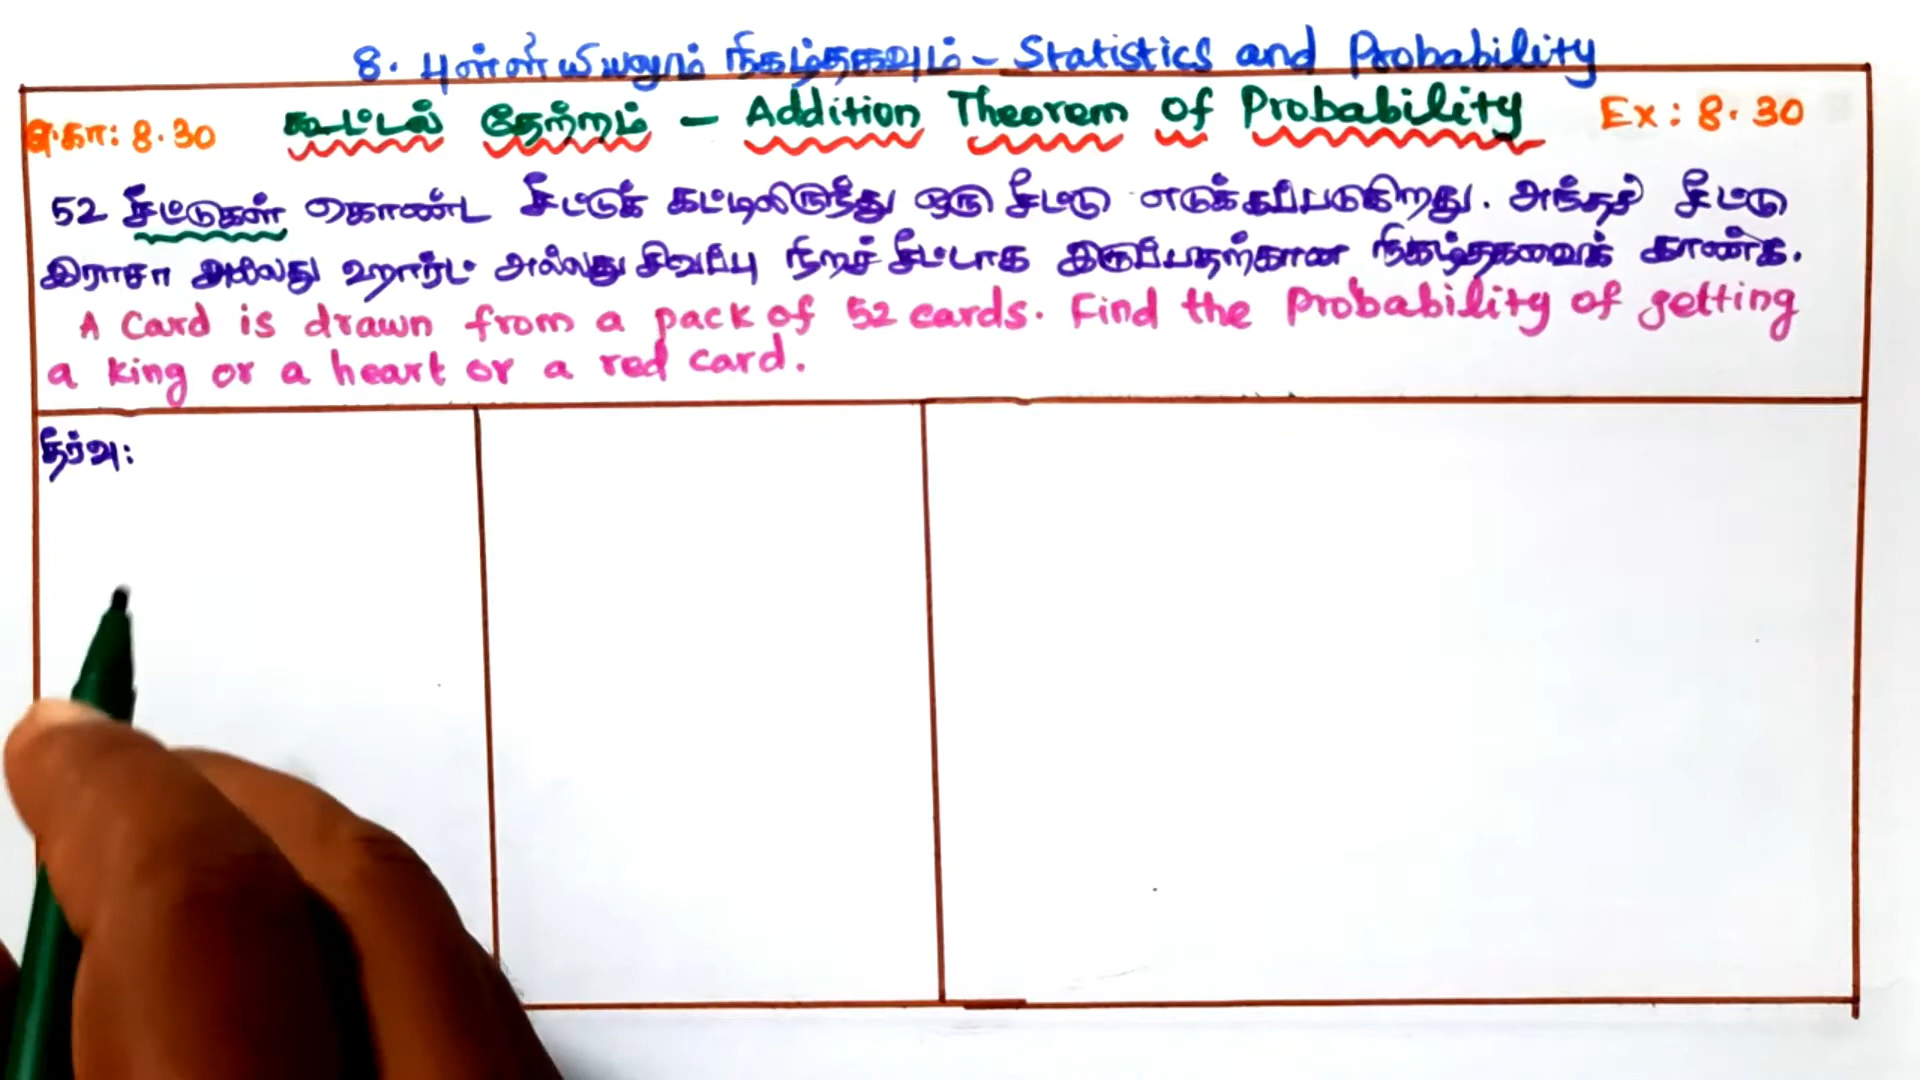 8. புள்ளியியலும் நிகழ்தகவும் - Statistics and Probability
எ.கா: 8.30 கூட்டல் தேற்றம் - Addition Theorem of Probability Ex: 8.30
52 சீட்டுகள் கொண்ட சீட்டுக் கட்டிலிருந்து ஒரு சீட்டு எடுக்கப்படுகிறது. அந்தச் சீட்டு
இராசா அல்லது ஹார்ட் அல்லது சிவப்பு நிறச் சீட்டாக இருப்பதற்கான நிகழ்தகவைக் காண்க.
A Card is drawn from a pack of 52 cards. Find the Probability of getting
a king or a heart or a red card.
தீர்வு: